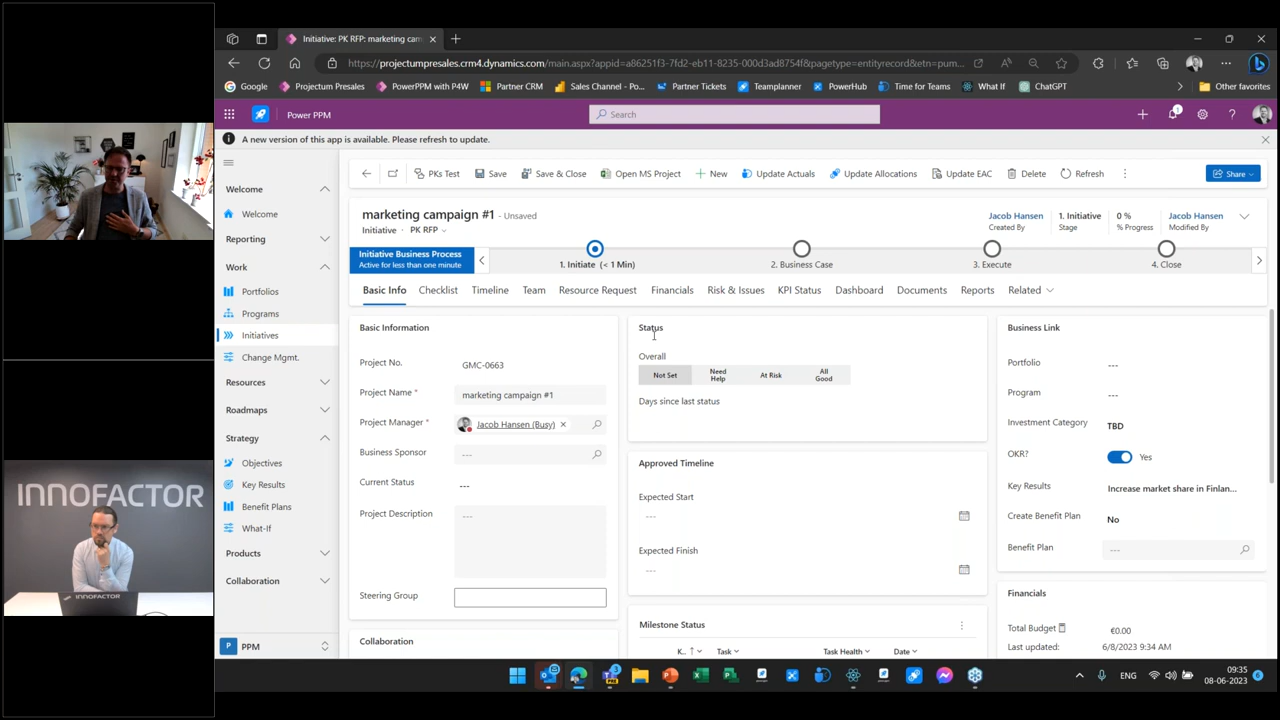 Initiative: PK RFP: marketing cam
https://projectumpresales.crm4.dynamics.com/main.aspx?appid=a86251f3-7fd2-eb11-8235-000d3ad8754f&pagetype=entityrecord&etn=pum...
Google
Projectum Presales
PowerPPM with P4W
Partner CRM
Sales Channel - Po...
Partner Tickets
Teamplanner
PowerHub
Time for Teams
What If
ChatGPT
Other favorites
Power PPM
Search
1
A new version of this app is available. Please refresh to update.
PKs Test
Save
Save & Close
Open MS Project
New
Update Actuals
Update Allocations
Update EAC
Delete
Refresh
Share
Welcome
Welcome
Reporting
Work
Portfolios
Programs
Initiatives
Change Mgmt.
Resources
Roadmaps
Strategy
Objectives
Key Results
Benefit Plans
What-If
Products
Collaboration
P PPM
marketing campaign #1 - Unsaved
Initiative · PK RFP
Jacob Hansen
Created By
1. Initiative
Stage
0 %
% Progress
Jacob Hansen
Modified By
Initiative Business Process
Active for less than one minute
1. Initiate (< 1 Min)
2. Business Case
3. Execute
4. Close
Basic Info
Checklist
Timeline
Team
Resource Request
Financials
Risk & Issues
KPI Status
Dashboard
Documents
Reports
Related
Basic Information
Project No.
GMC-0663
Project Name *
marketing campaign #1
Project Manager *
Jacob Hansen (Busy)
Business Sponsor
---
Current Status
---
Project Description
---
Steering Group
Collaboration
Status
Overall
Not Set
Need
Help
At Risk
All
Good
Days since last status
Approved Timeline
Expected Start
---
Expected Finish
---
Milestone Status
K...
Task
Task Health
Date
Business Link
Portfolio
---
Program
---
Investment Category
TBD
OKR?
Yes
Key Results
Increase market share in Finlan...
Create Benefit Plan
No
Benefit Plan
---
Financials
Total Budget
€0.00
Last updated:
6/8/2023 9:34 AM
INNOFACTOR
INNOFACTOR
ENG
09:35
08-06-2023